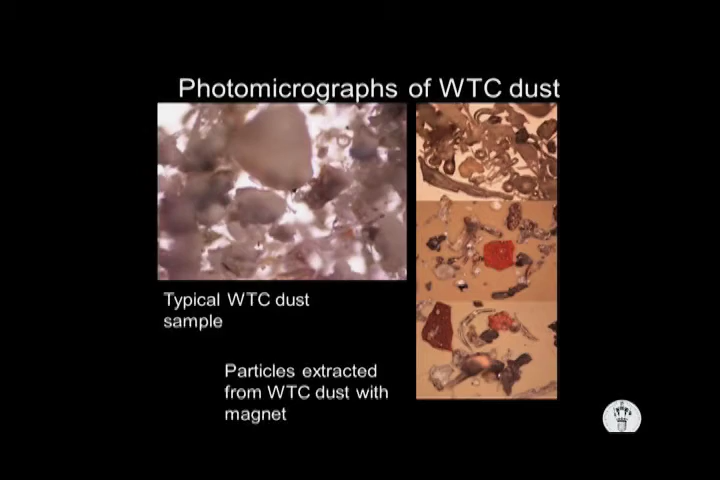 Photomicrographs of WTC dust
Typical WTC dust
sample
Particles extracted
from WTC dust with
magnet